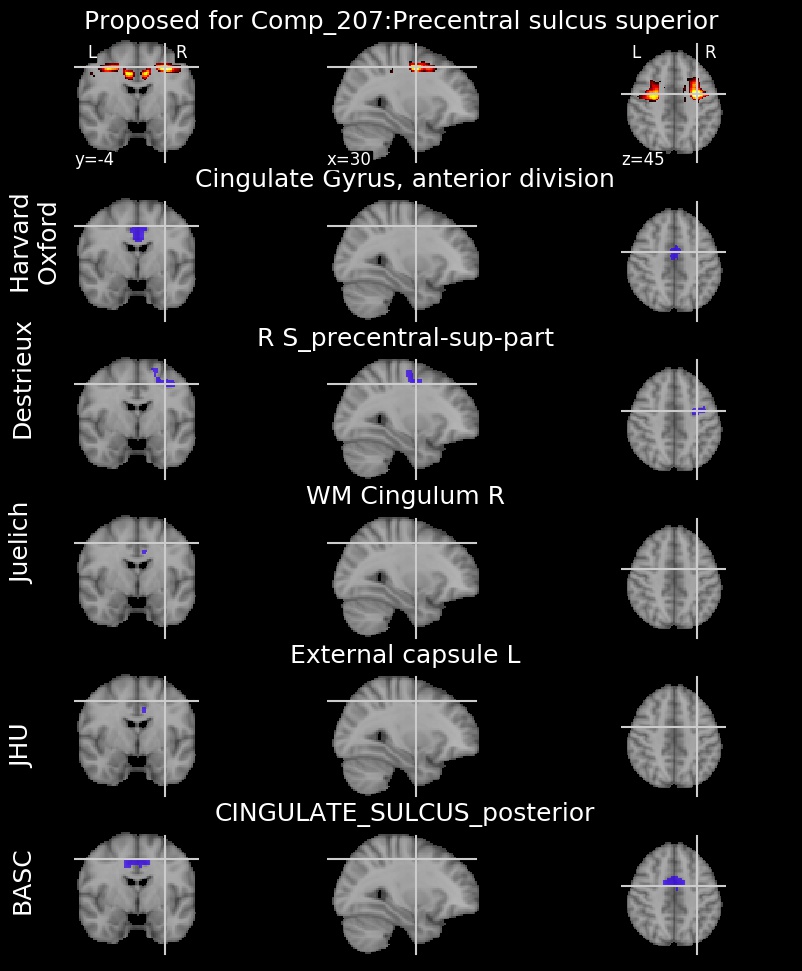 Proposed for Comp_207:Precentral sulcus superior
L R L R
y=-4 x=30 z=45
Cingulate Gyrus, anterior division
Harvard
Oxford
R S_precentral-sup-part
Destrieux
WM Cingulum R
Juelich
External capsule L
JHU
CINGULATE_SULCUS_posterior
BASC